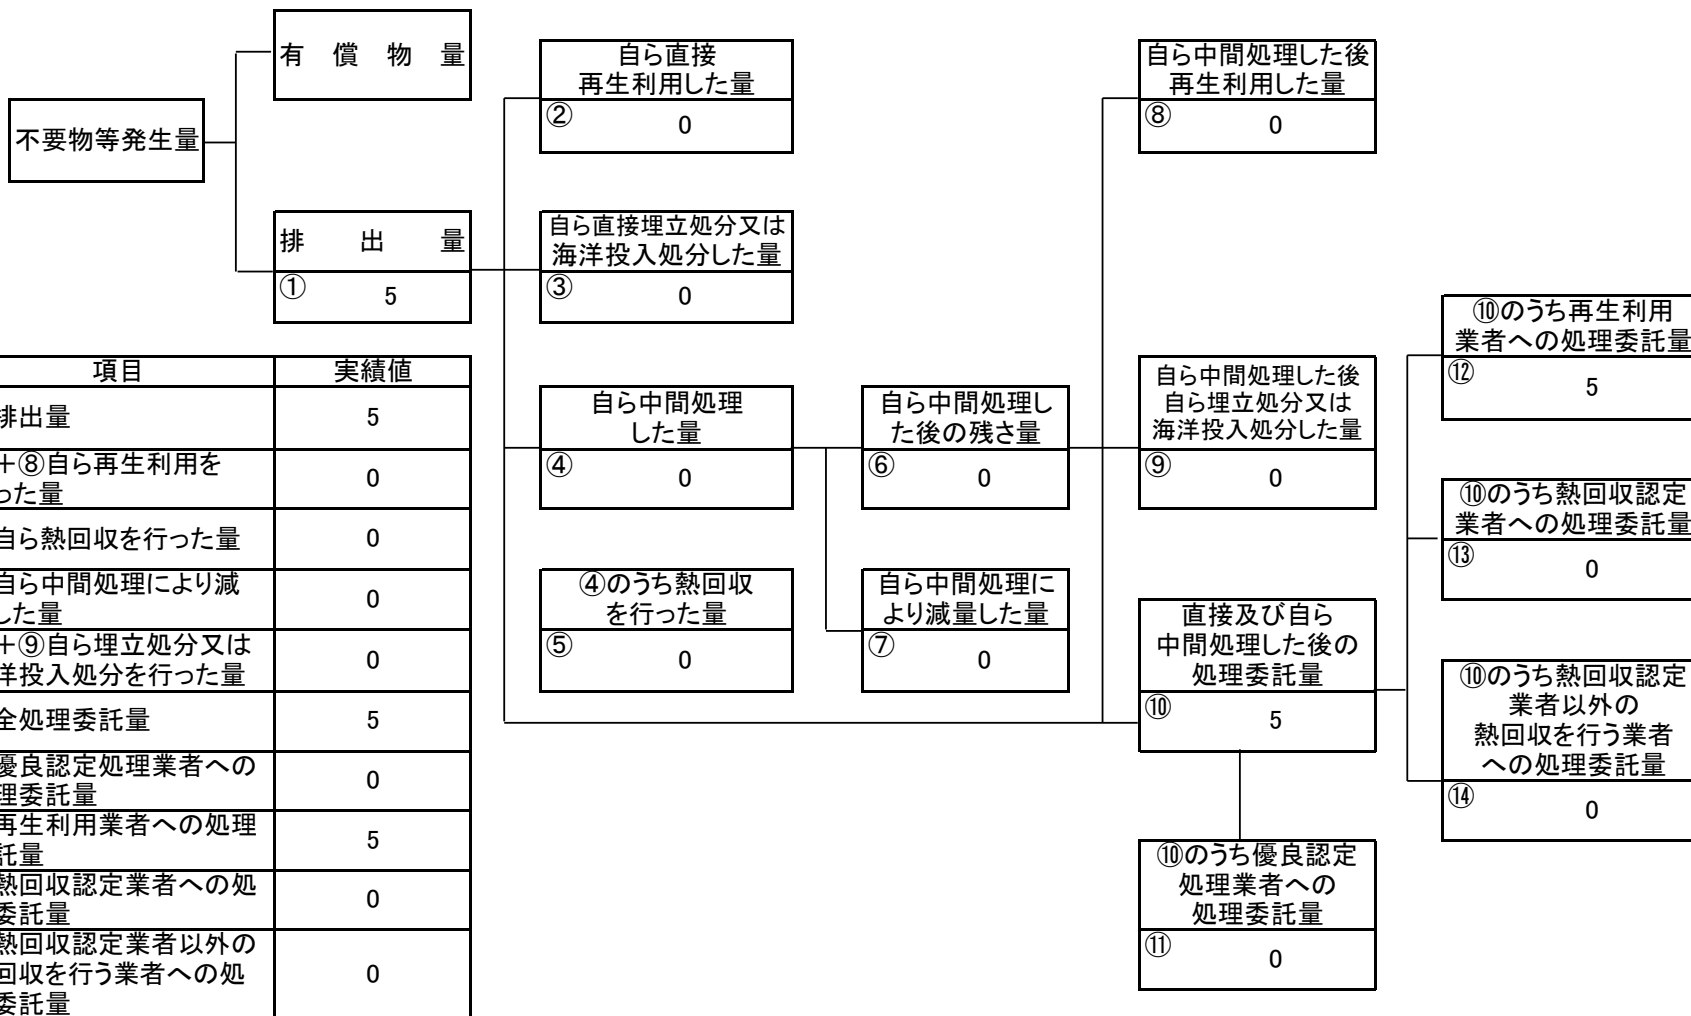 有償物量
不要物等発生量
排出量
①
5
自ら直接
再生利用した量
②
0
自ら直接埋立処分又は
海洋投入処分した量
③
0
自ら中間処理
した量
④
0
④のうち熱回収
を行った量
⑤
0
自ら中間処理し
た後の残さ量
⑥
0
自ら中間処理に
より減量した量
⑦
0
自ら中間処理した後
再生利用した量
⑧
0
自ら中間処理した後
自ら埋立処分又は
海洋投入処分した量
⑨
0
直接及び自ら
中間処理した後の
処理委託量
⑩
5
⑩のうち優良認定
処理業者への
処理委託量
⑪
0
⑩のうち再生利用
業者への処理委託量
⑫
5
⑩のうち熱回収認定
業者への処理委託量
⑬
0
⑩のうち熱回収認定
業者以外の
熱回収を行う業者
への処理委託量
⑭
0
項目 実績値
排出量 5
+⑧自ら再生利用を
った量
0
自ら熱回収を行った量 0
自ら中間処理により減
した量
0
+⑨自ら埋立処分又は
洋投入処分を行った量
0
全処理委託量 5
優良認定処理業者への
理委託量
0
再生利用業者への処理
託量
5
熱回収認定業者への処
委託量
0
熱回収認定業者以外の
回収を行う業者への処
委託量
0